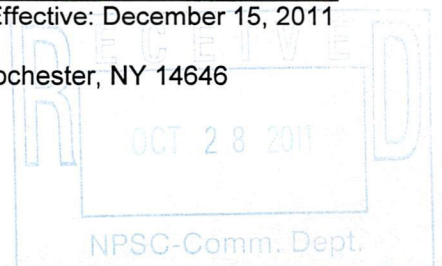 Effective: December 15, 2011
RECEIVED
ochester, NY 14646
OCT 28 2011
NPSC-Comm. Dept.